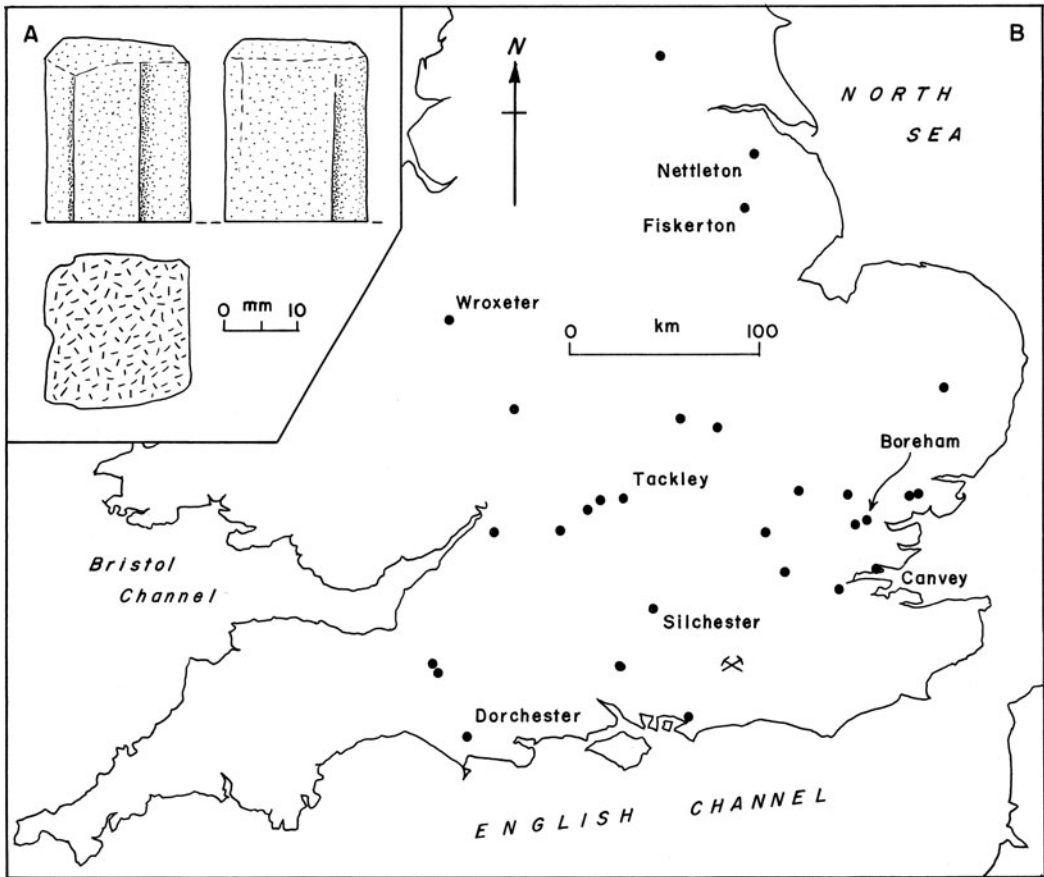 A
0 mm 10
B
N
NORTH
SEA
Nettleton
Fiskerton
Wroxeter
0 km 100
Boreham
Tackley
Bristol
Channel
Canvey
Silchester
Dorchester
ENGLISH CHANNEL